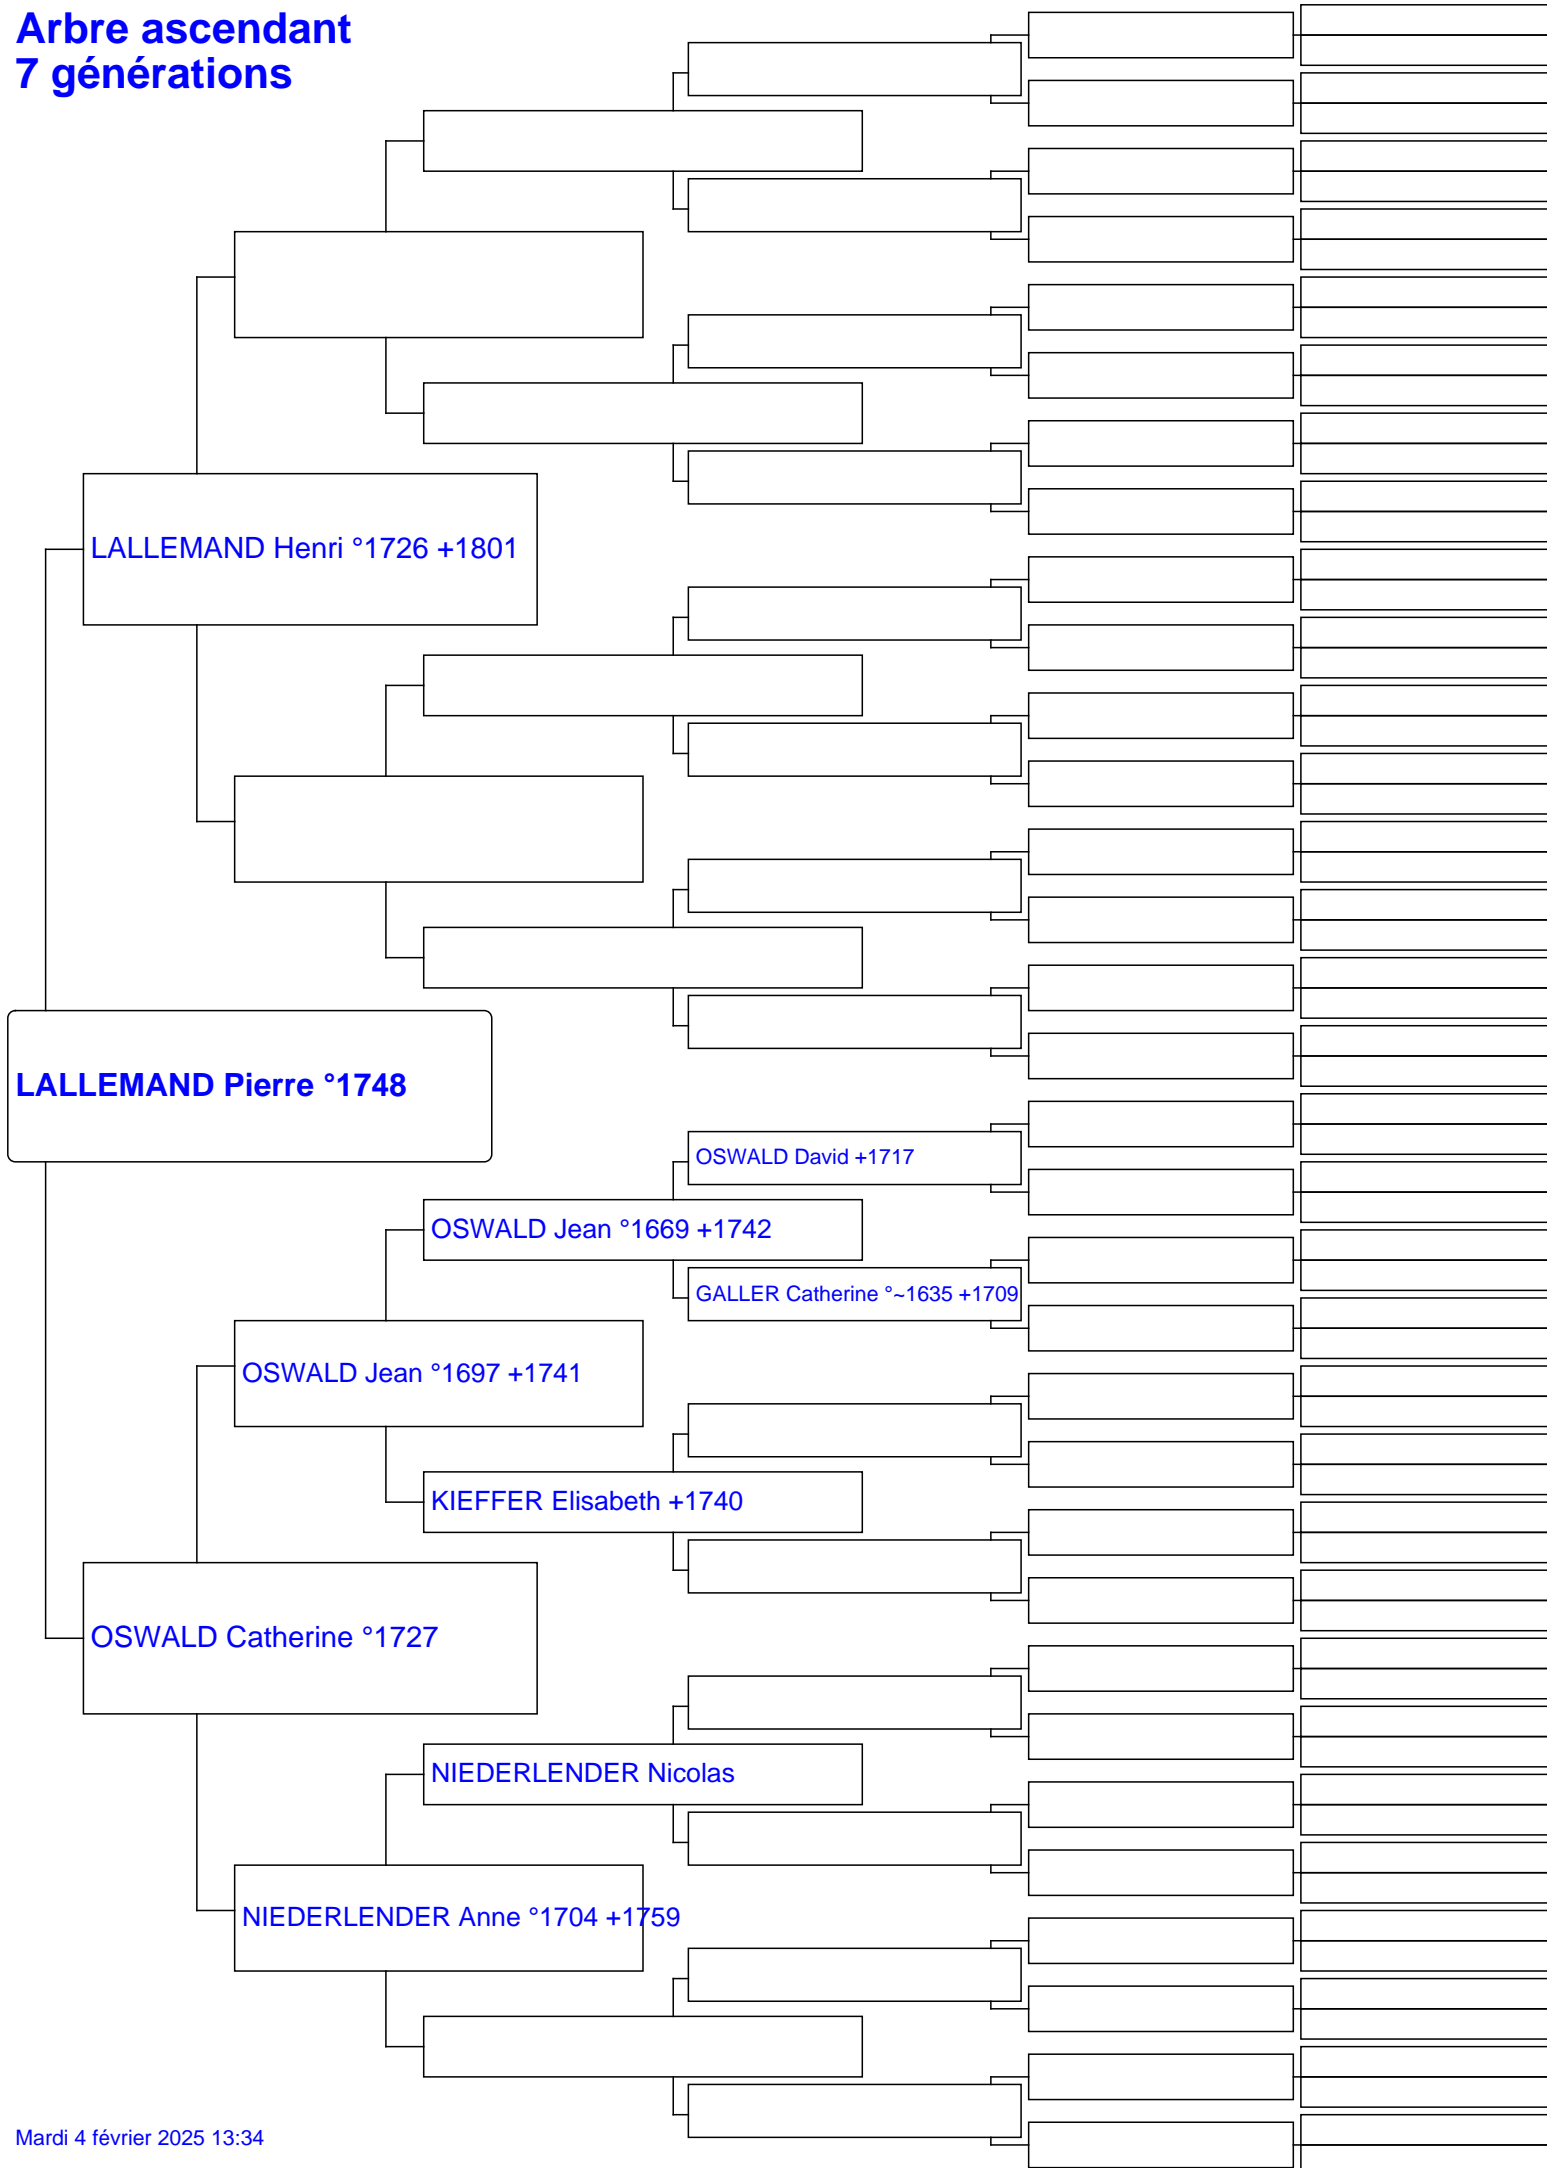 Arbre ascendant
7 générations
LALLEMAND Henri °1726 +1801
LALLEMAND Pierre °1748
OSWALD David +1717
OSWALD Jean °1669 +1742
GALLER Catherine °~1635 +1709
OSWALD Jean °1697 +1741
KIEFFER Elisabeth +1740
OSWALD Catherine °1727
NIEDERLENDER Nicolas
NIEDERLENDER Anne °1704 +1759
Mardi 4 février 2025 13:34